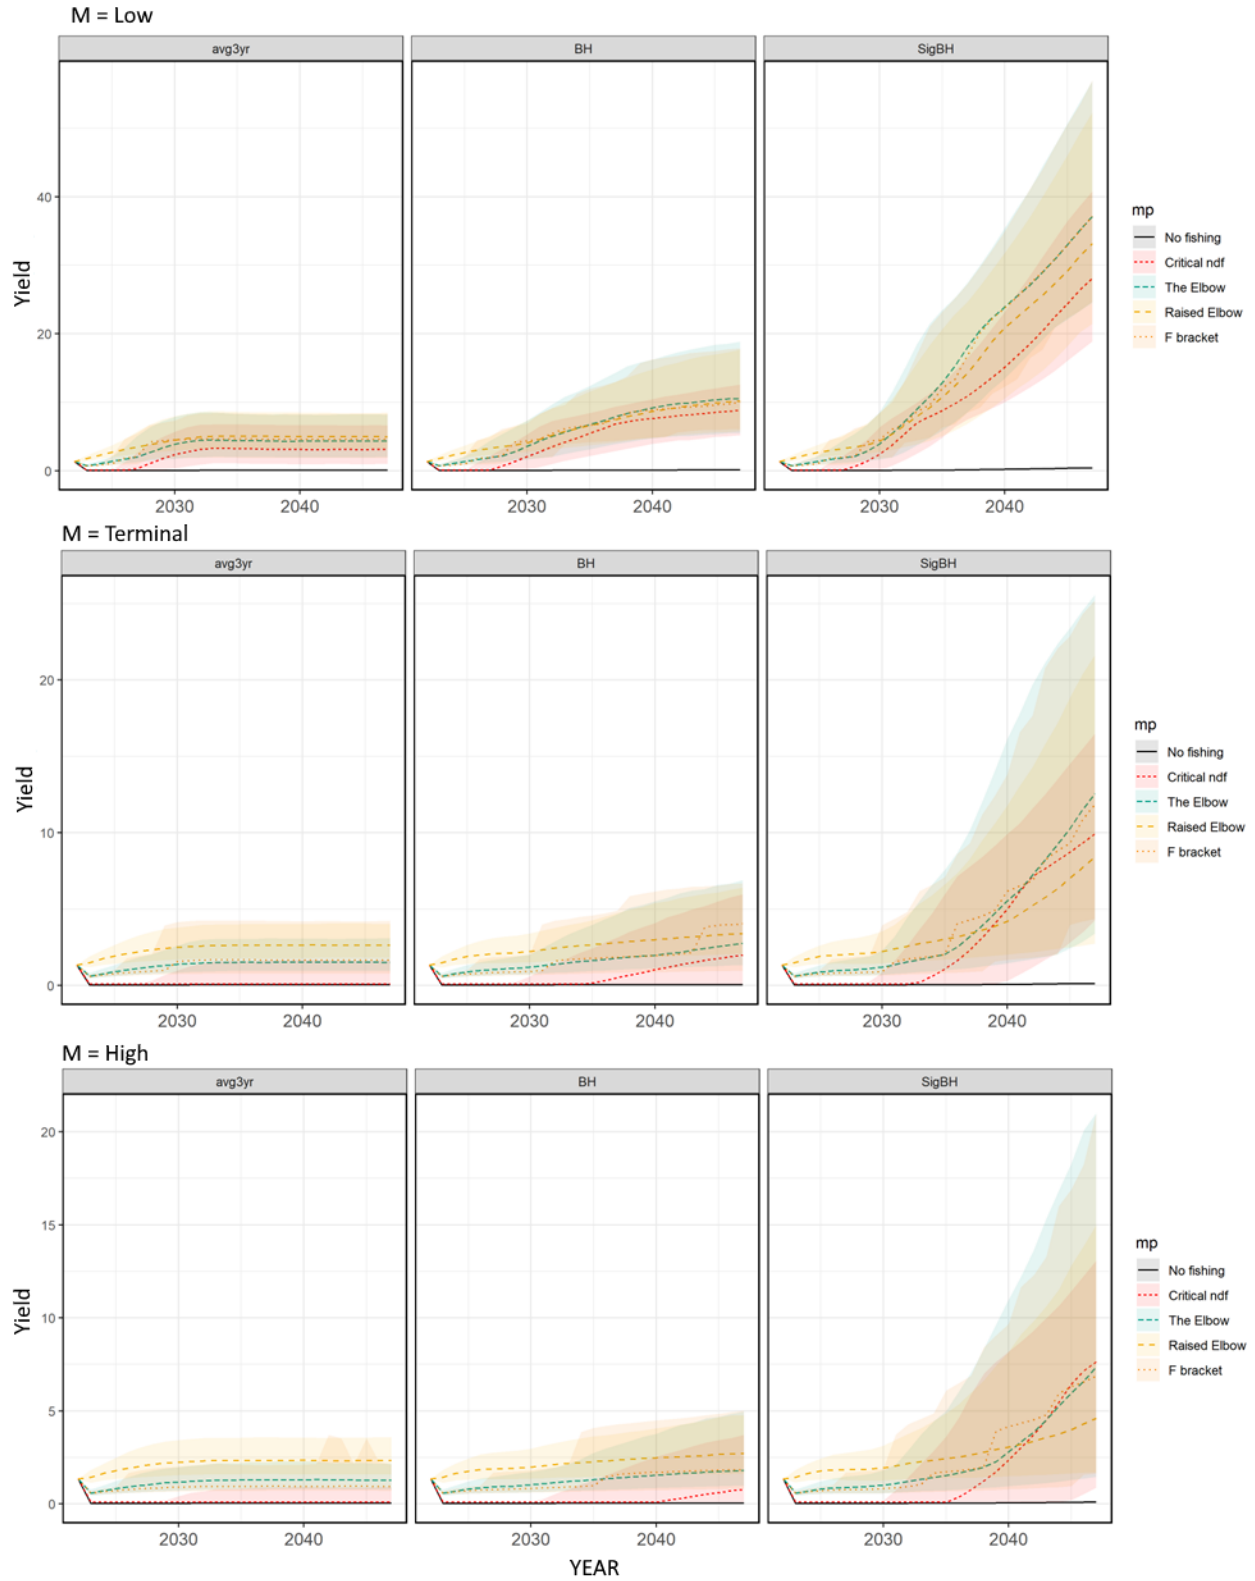 M = Low
avg3yr BH SigBH
40
20
0
Yield
2030 2040 2030 2040 2030 2040
mp
No fishing
Critical ndf
The Elbow
Raised Elbow
F bracket
M = Terminal
avg3yr BH SigBH
20
10
0
Yield
2030 2040 2030 2040 2030 2040
mp
No fishing
Critical ndf
The Elbow
Raised Elbow
F bracket
M = High
avg3yr BH SigBH
20
15
10
5
0
Yield
2030 2040 2030 2040 2030 2040
mp
No fishing
Critical ndf
The Elbow
Raised Elbow
F bracket
YEAR